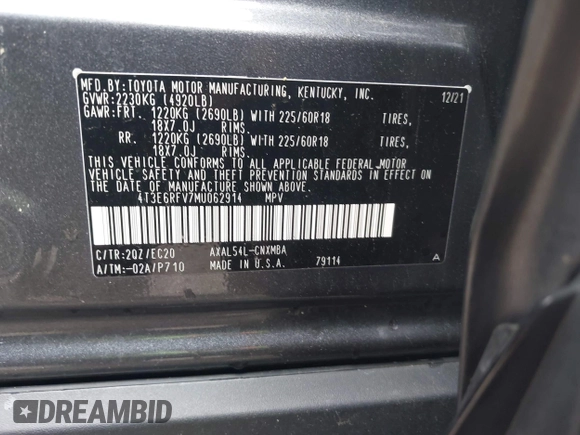 MFD.BY:TOYOTA MOTOR MANUFACTURING, KENTUCKY, INC.
GVWR:2230KG (4920LB) 12/21
GAWR:FRT. 1220KG (2690LB) WITH 225/60R18 TIRES,
18X7.0J RIMS.
RR. 1220KG (2690LB) WITH 225/60R18 TIRES,
18X7.0J RIMS.
THIS VEHICLE CONFORMS TO ALL APPLICABLE FEDERAL MOTOR
VEHICLE SAFETY AND THEFT PREVENTION STANDARDS IN EFFECT
ON THE DATE OF MANUFACTURE SHOWN ABOVE.
4T3E6RFV7MU062914 MPV
C/TR:2QZ/EC20 AXAL54L-CNXMBA
A/TM:-02A/P710 MADE IN U.S.A. 79114 A
DREAMBID